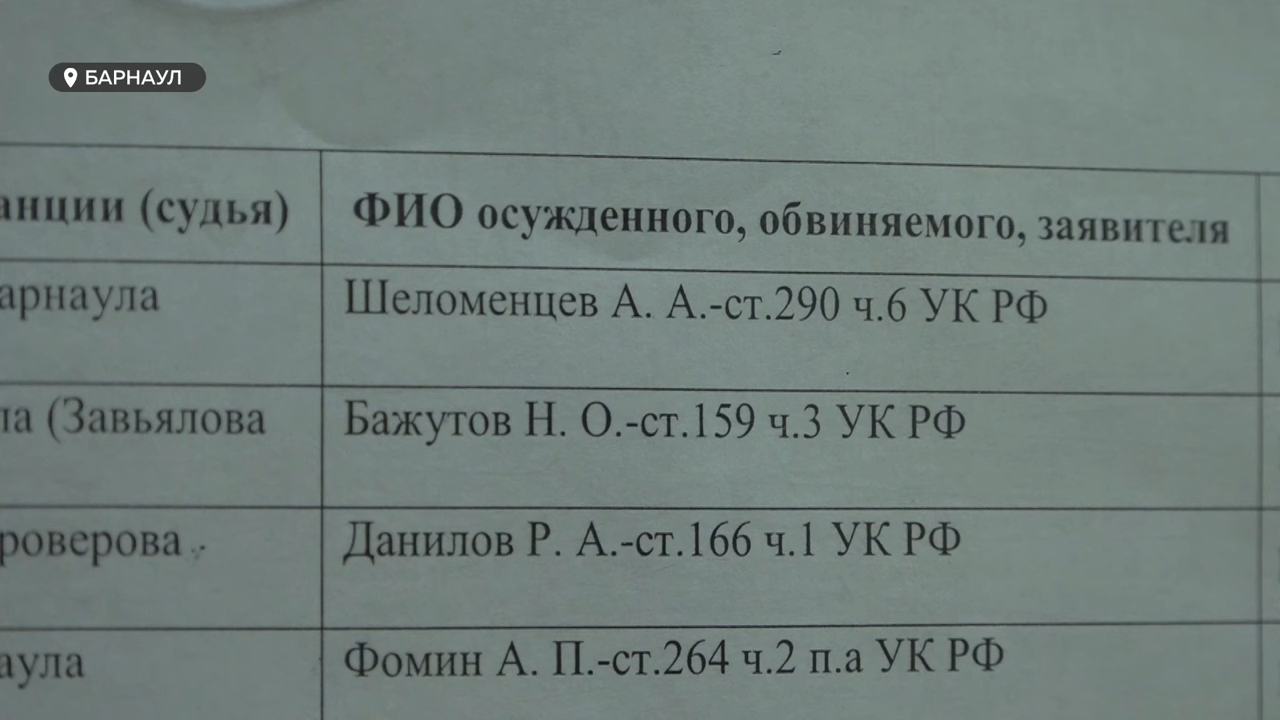 БАРНАУЛ
анции (судья) ФИО осужденного, обвиняемого, заявителя
арнаула Шеломенцев А. А.-ст.290 ч.6 УК РФ
ла (Завьялова Бажутов Н. О.-ст.159 ч.3 УК РФ
роверова Данилов Р. А.-ст.166 ч.1 УК РФ
аула Фомин А. П.-ст.264 ч.2 п.а УК РФ